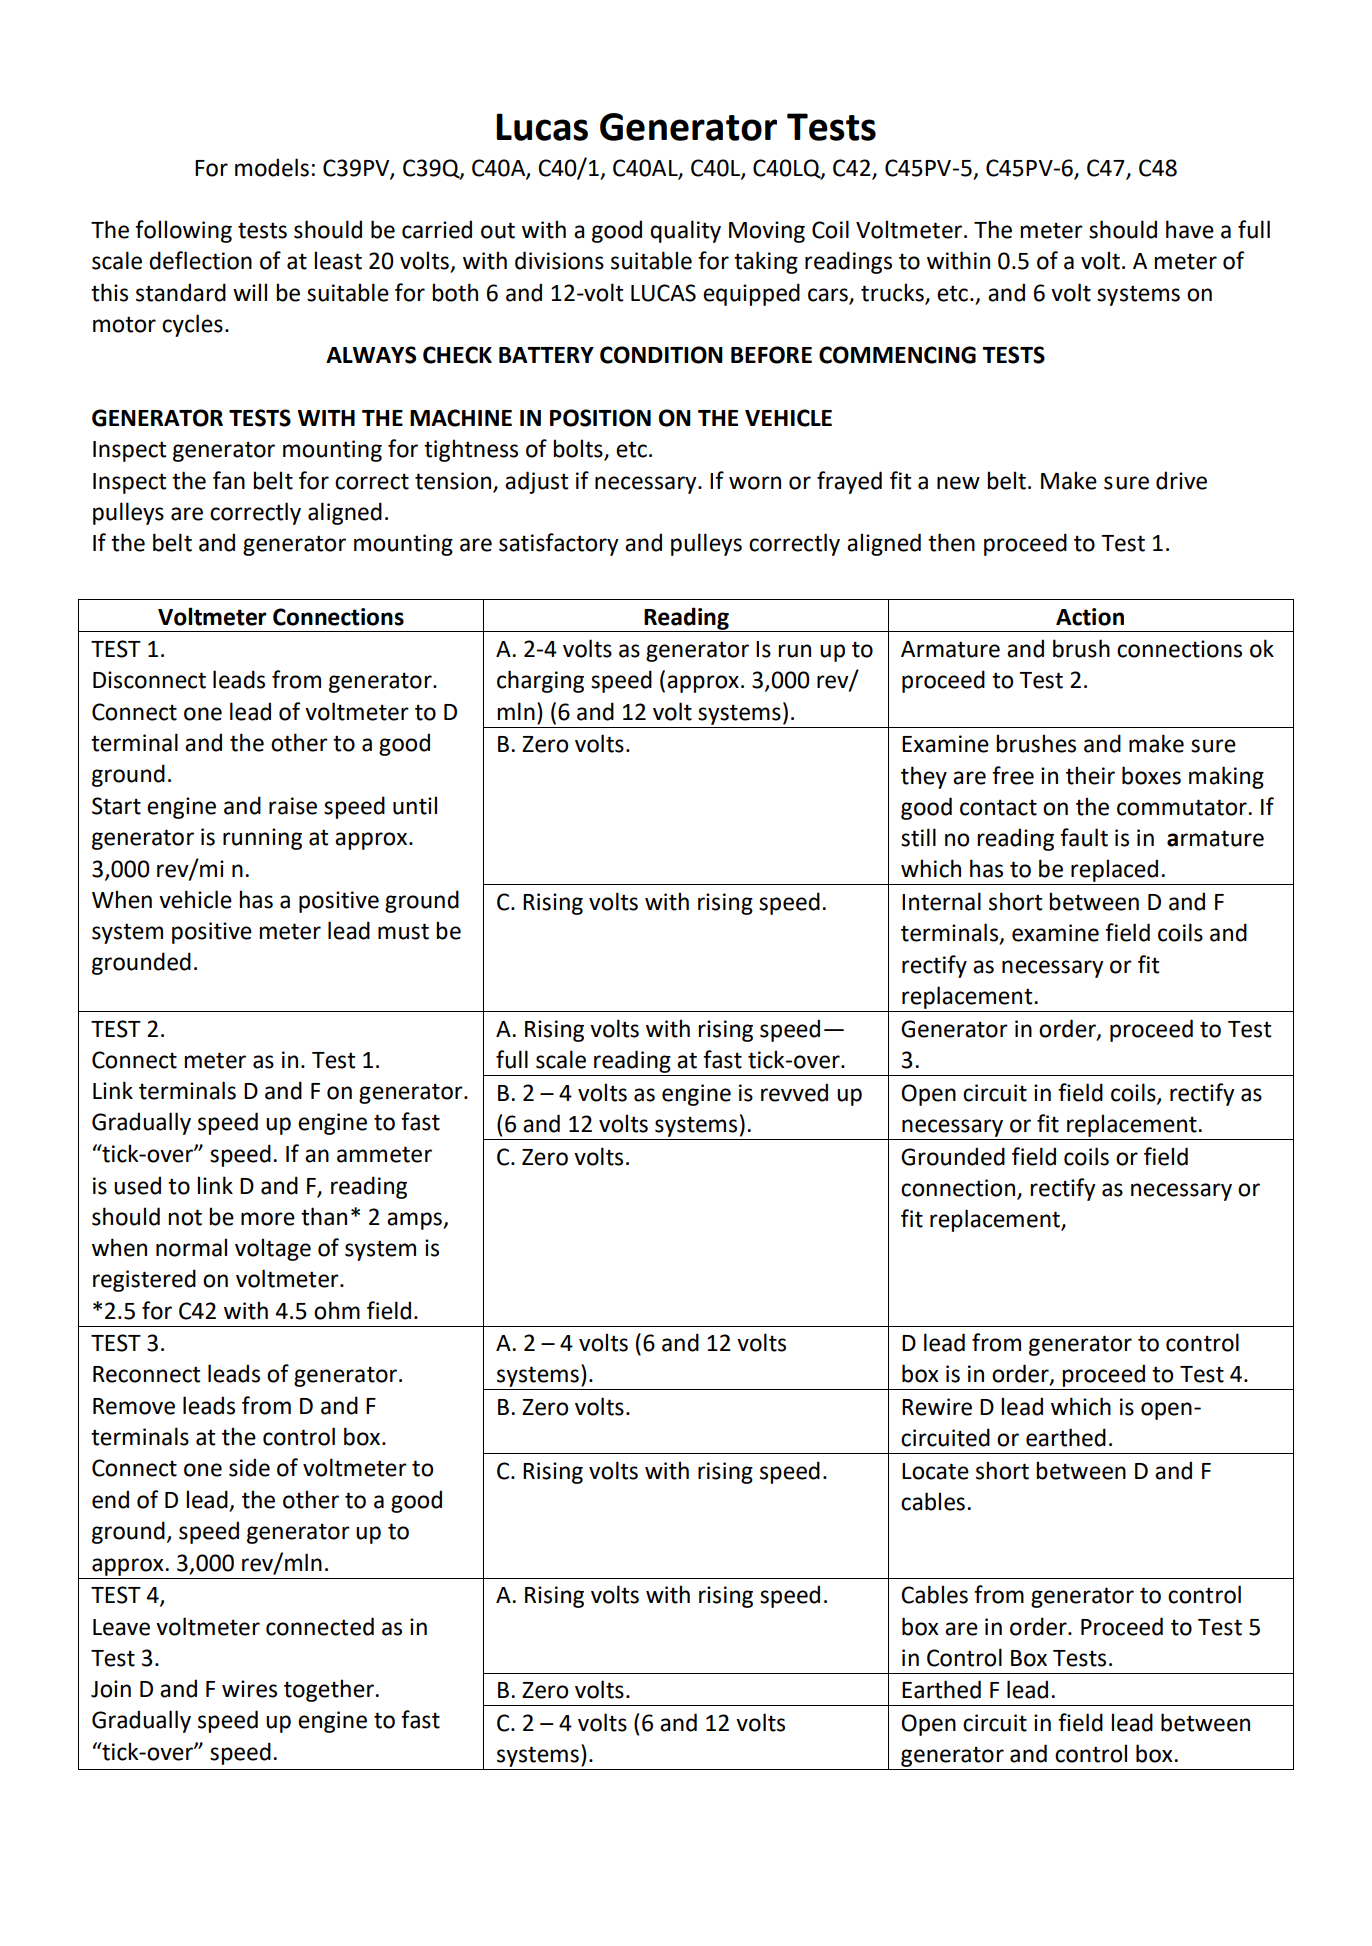 Lucas Generator Tests
For models: C39PV, C39Q, C40A, C40/1, C40AL, C40L, C40LQ, C42, C45PV-5, C45PV-6, C47, C48
The following tests should be carried out with a good quality Moving Coil Voltmeter. The meter should have a full
scale deflection of at least 20 volts, with divisions suitable for taking readings to within 0.5 of a volt. A meter of
this standard will be suitable for both 6 and 12-volt LUCAS equipped cars, trucks, etc., and 6 volt systems on
motor cycles.
ALWAYS CHECK BATTERY CONDITION BEFORE COMMENCING TESTS
GENERATOR TESTS WITH THE MACHINE IN POSITION ON THE VEHICLE
Inspect generator mounting for tightness of bolts, etc.
Inspect the fan belt for correct tension, adjust if necessary. If worn or frayed fit a new belt. Make sure drive
pulleys are correctly aligned.
If the belt and generator mounting are satisfactory and pulleys correctly aligned then proceed to Test 1.
Voltmeter Connections
Reading
Action
TEST 1.
Disconnect leads from generator.
Connect one lead of voltmeter to D
terminal and the other to a good
ground.
Start engine and raise speed until
generator is running at approx.
3,000 rev/mi n.
When vehicle has a positive ground
system positive meter lead must be
grounded.
A. 2-4 volts as generator Is run up to
charging speed (approx. 3,000 rev/
mln) (6 and 12 volt systems).
Armature and brush connections ok
proceed to Test 2.
B. Zero volts.
Examine brushes and make sure
they are free in their boxes making
good contact on the commutator. If
still no reading fault is in  armature
which has to be replaced.
C. Rising volts with rising speed.
Internal short between D and F
terminals, examine field coils and
rectify as necessary or fit
replacement.
TEST 2.
Connect meter as in. Test 1.
Link terminals D and F on generator.
Gradually speed up engine to fast
“tick-over” speed. If an ammeter
is used to link D and F, reading
should not be more than* 2 amps,
when normal voltage of system is
registered on voltmeter.
*2.5 for C42 with 4.5 ohm field.
A. Rising volts with rising speed—
full scale reading at fast tick-over.
Generator in order, proceed to Test
3.
B. 2 – 4 volts as engine is revved up
(6 and 12 volts systems).
Open circuit in field coils, rectify as
necessary or fit replacement.
C. Zero volts.
Grounded field coils or field
connection, rectify as necessary or
fit replacement,
TEST 3.
Reconnect leads of generator.
Remove leads from D and F
terminals at the control box.
Connect one side of voltmeter to
end of D lead, the other to a good
ground, speed generator up to
approx. 3,000 rev/mln.
A. 2 – 4 volts (6 and 12 volts
systems).
D lead from generator to control
box is in order, proceed to Test 4.
B. Zero volts.
Rewire D lead which is open-
circuited or earthed.
C. Rising volts with rising speed.
Locate short between D and F
cables.
TEST 4,
Leave voltmeter connected as in
Test 3.
Join D and F wires together.
Gradually speed up engine to fast
“tick-over” speed.
A. Rising volts with rising speed.
Cables from generator to control
box are in order. Proceed to Test 5
in Control Box Tests.
B. Zero volts.
Earthed F lead.
C. 2 – 4 volts (6 and 12 volts
systems).
Open circuit in field lead between
generator and control box.